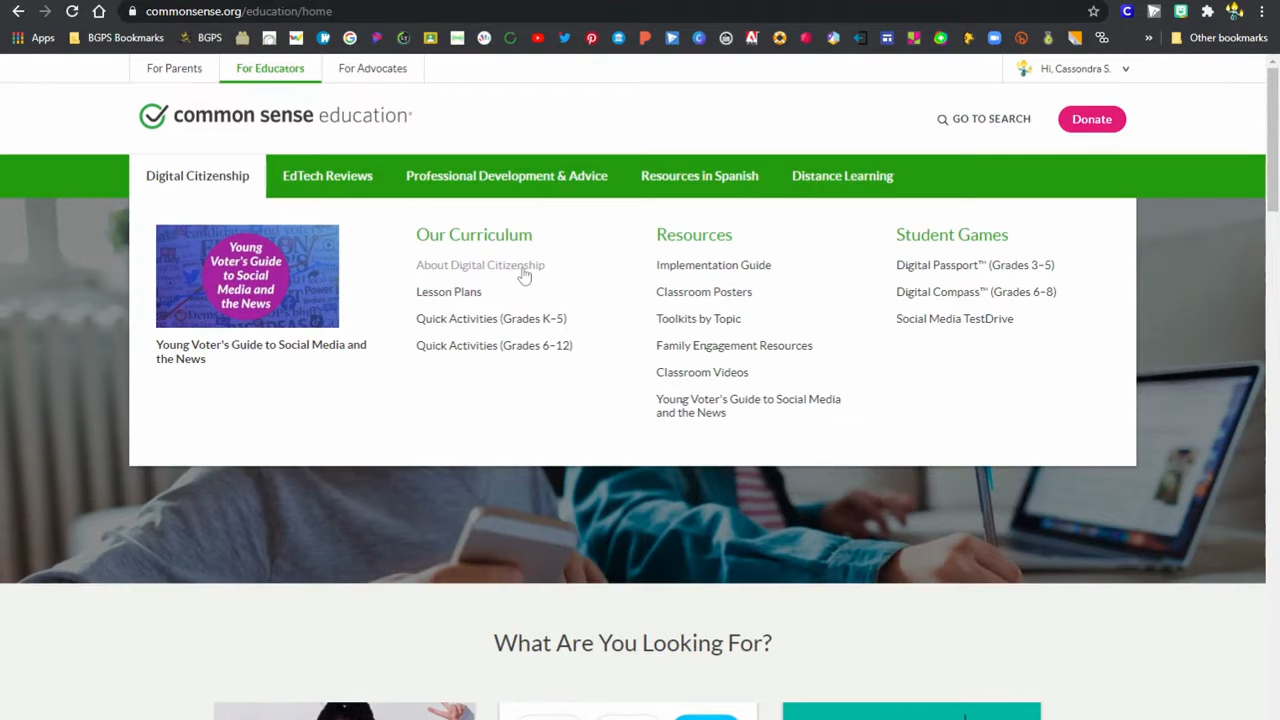 commonsense.org/education/home
Apps BGPS Bookmarks BGPS » Other bookmarks
For Parents For Educators For Advocates Hi, Cassondra S.
common sense education® GO TO SEARCH Donate
Digital Citizenship EdTech Reviews Professional Development & Advice Resources in Spanish Distance Learning
Young
Voter's Guide
to Social
Media and
the News
Young Voter's Guide to Social Media and
the News
Our Curriculum
About Digital Citizenship
Lesson Plans
Quick Activities (Grades K–5)
Quick Activities (Grades 6–12)
Resources
Implementation Guide
Classroom Posters
Toolkits by Topic
Family Engagement Resources
Classroom Videos
Young Voter's Guide to Social Media
and the News
Student Games
Digital Passport™ (Grades 3–5)
Digital Compass™ (Grades 6–8)
Social Media TestDrive
What Are You Looking For?